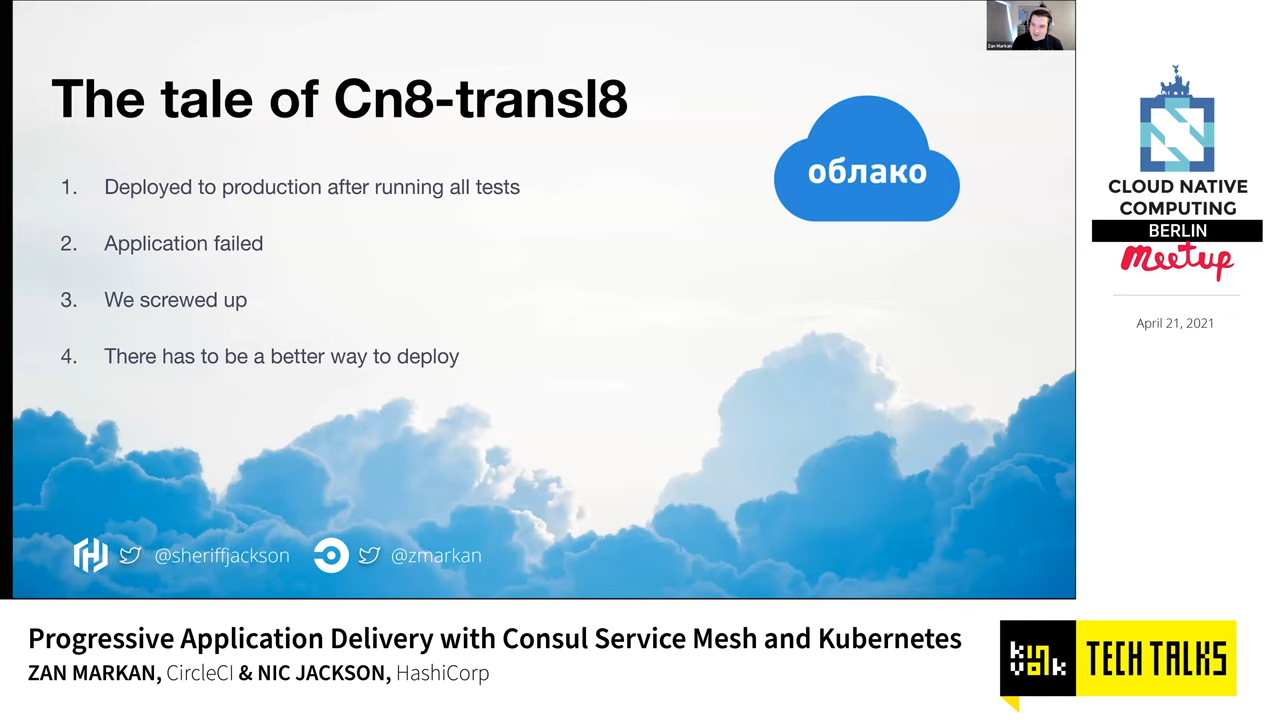 The tale of Cn8-transl8
облако
1. Deployed to production after running all tests
2. Application failed
3. We screwed up
4. There has to be a better way to deploy
@sheriffjackson @zmarkan
Zan Markan
CLOUD NATIVE
COMPUTING
BERLIN
meetup
April 21, 2021
Progressive Application Delivery with Consul Service Mesh and Kubernetes
ZAN MARKAN, CircleCI & NIC JACKSON, HashiCorp
kinvolk
TECH TALKS